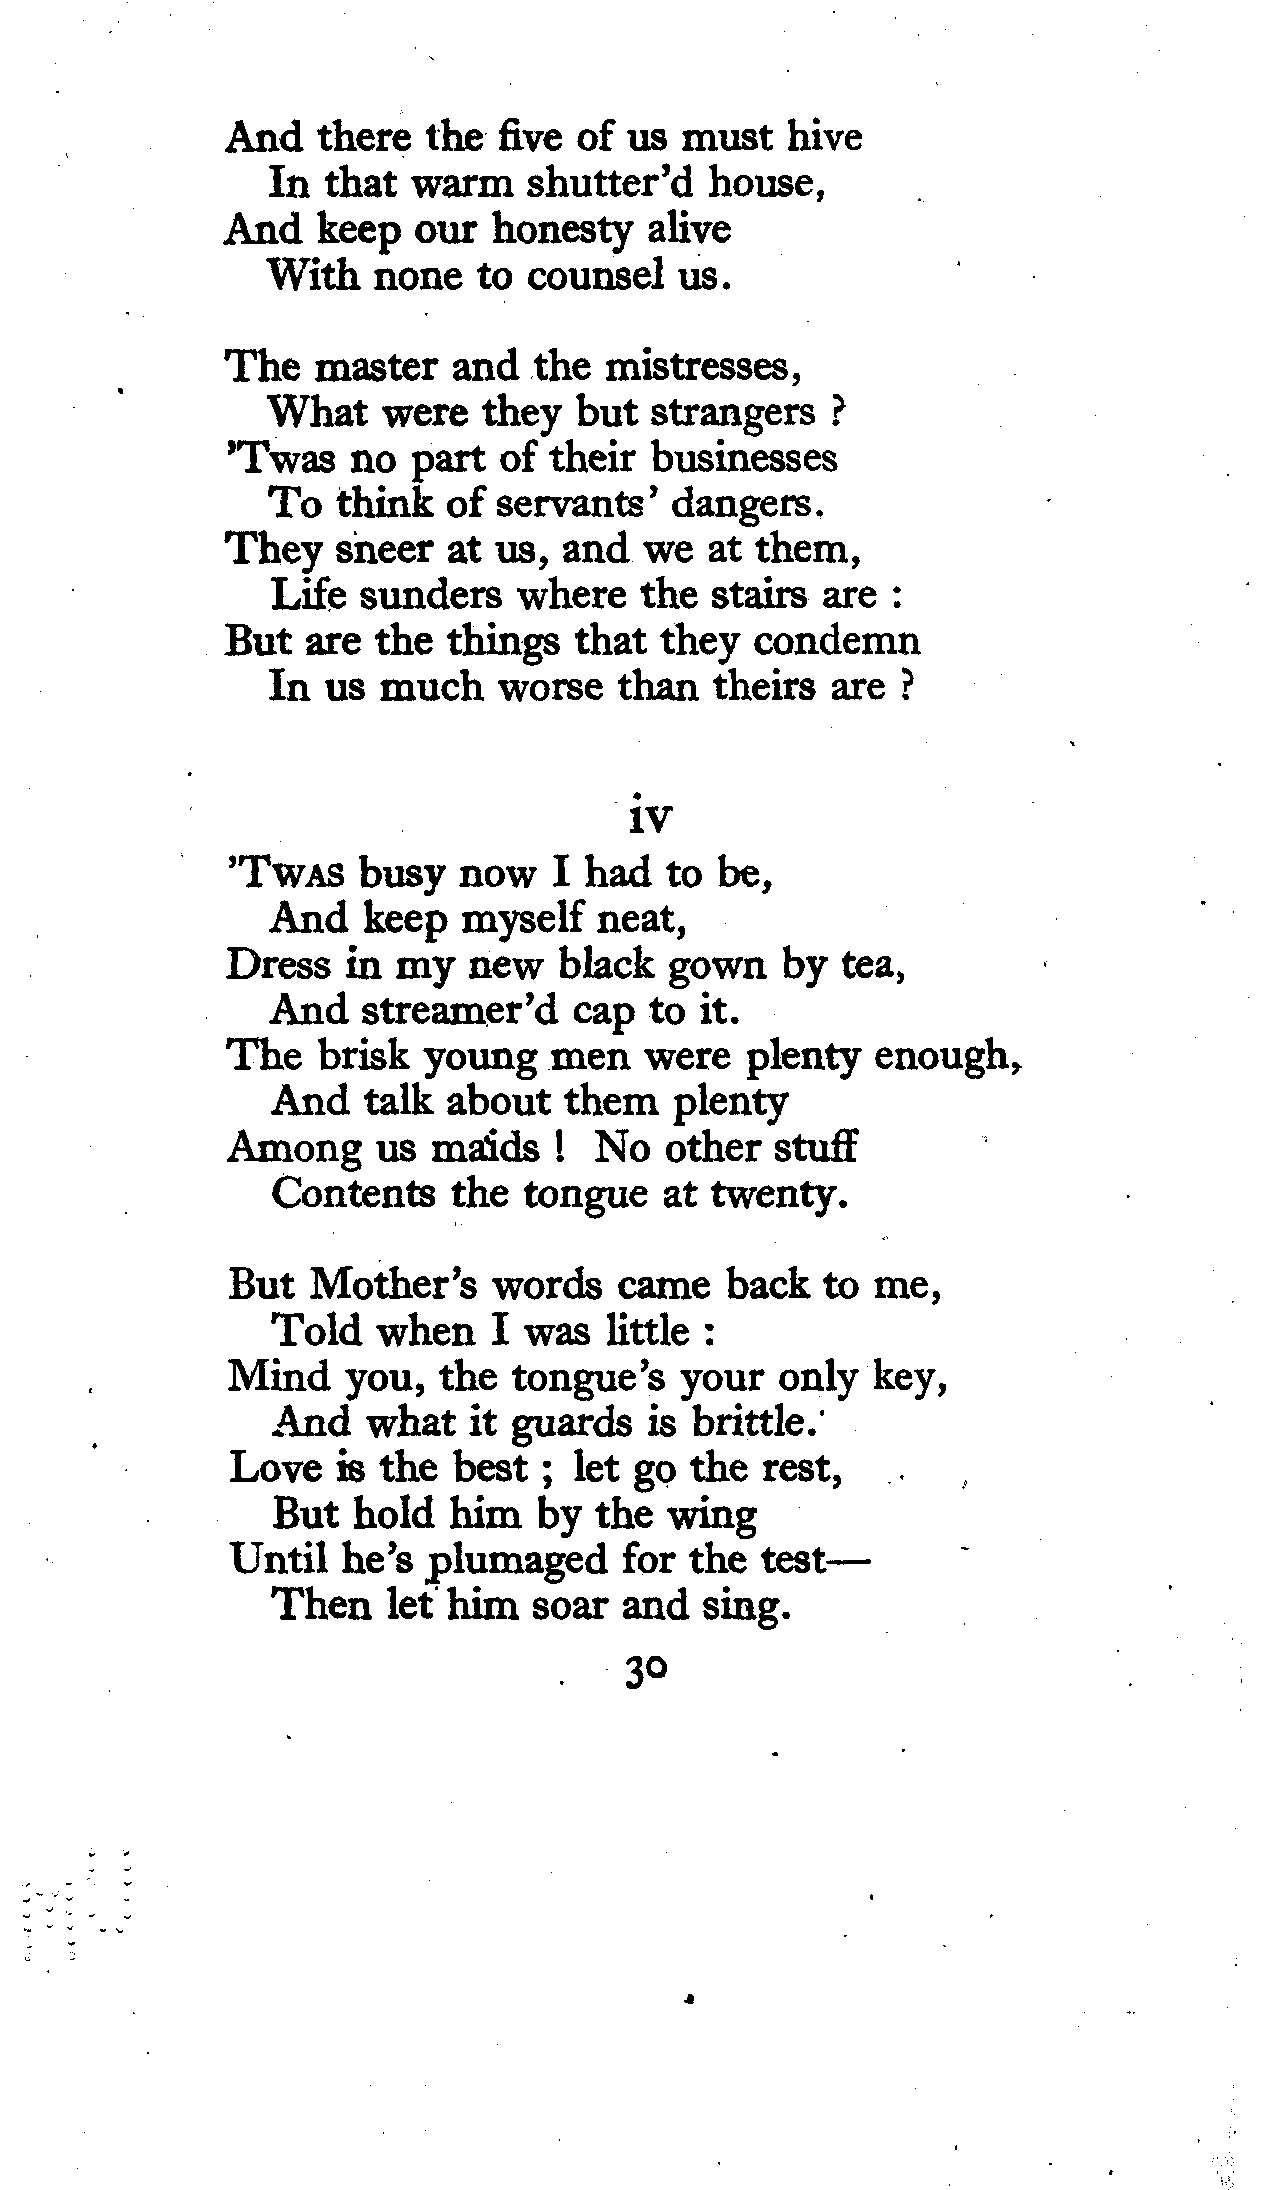 And there the five of us must hive
In that warm shutter'd house,
And keep our honesty alive
With none to counsel us.

The master and the mistresses,
What were they but strangers ?
'Twas no part of their businesses
To think of servants' dangers.
They sneer at us, and we at them,
Life sunders where the stairs are :
But are the things that they condemn
In us much worse than theirs are ?

iv

'Twas busy now I had to be,
And keep myself neat,
Dress in my new black gown by tea,
And streamer'd cap to it.
The brisk young men were plenty enough,
And talk about them plenty
Among us maids ! No other stuff
Contents the tongue at twenty.

But Mother's words came back to me,
Told when I was little :
Mind you, the tongue's your only key,
And what it guards is brittle.
Love is the best ; let go the rest,
But hold him by the wing
Until he's plumaged for the test—
Then let him soar and sing.

30